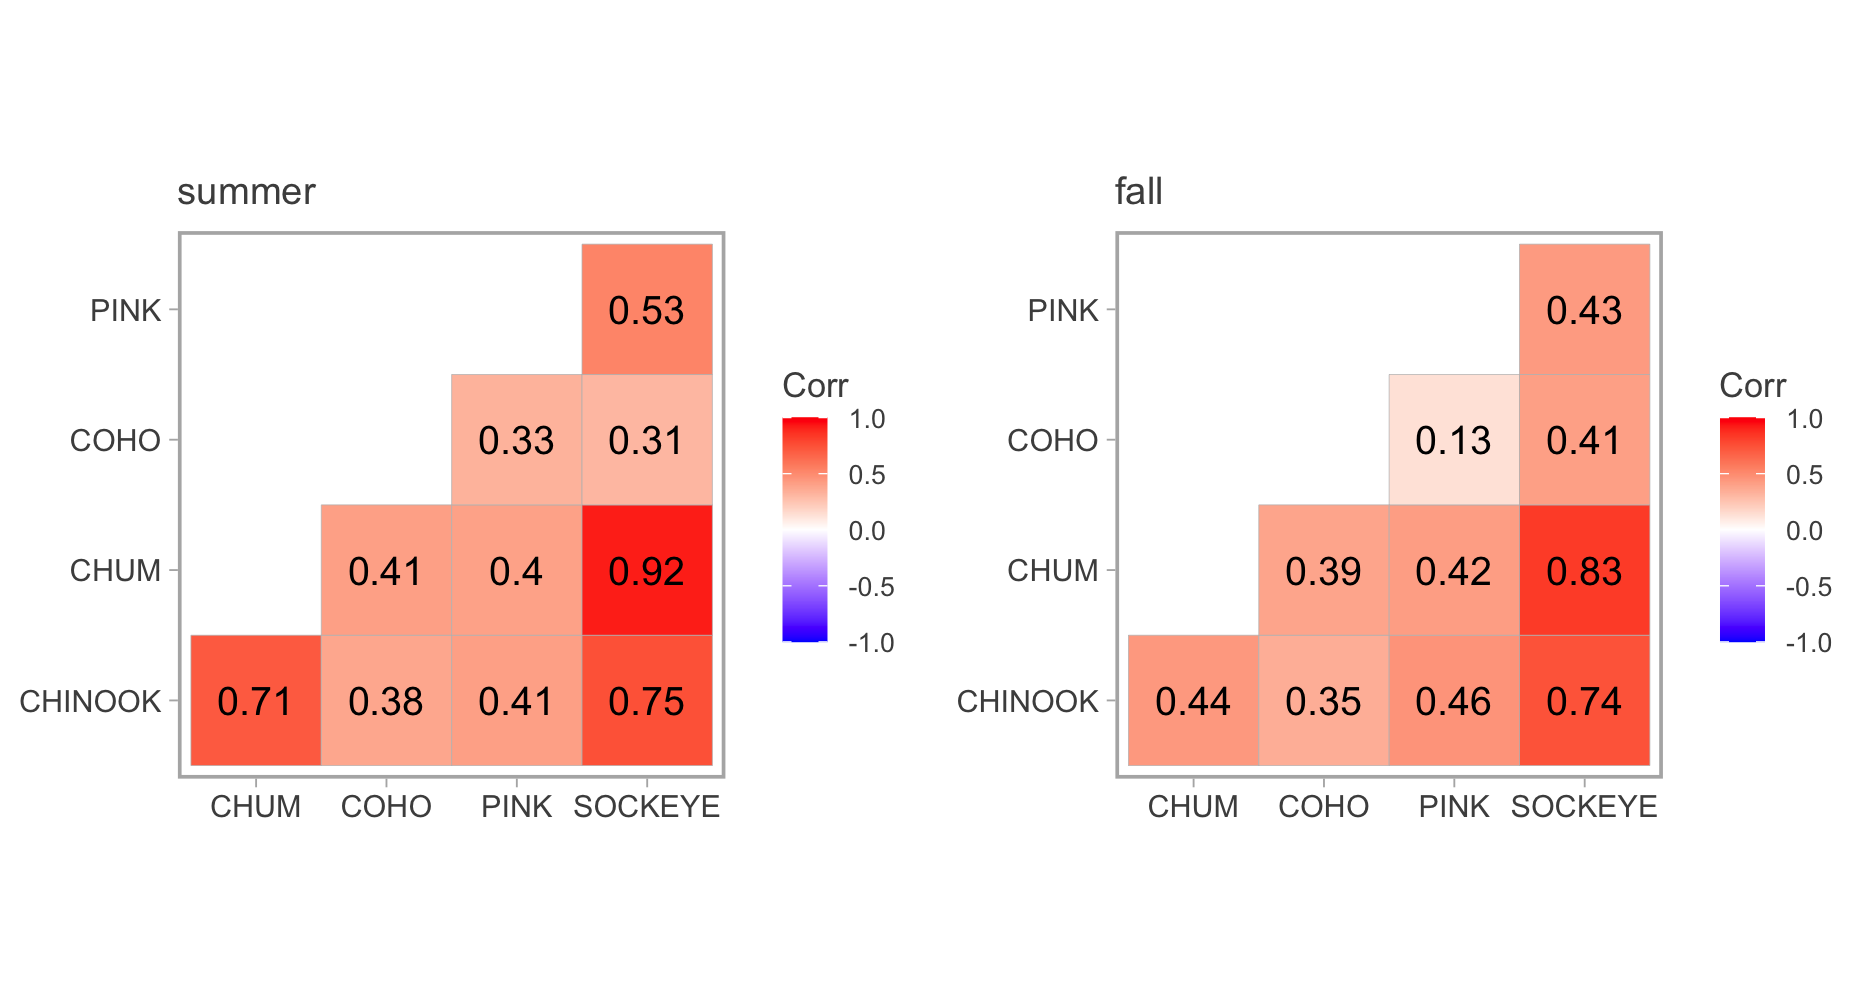 summer
PINK
COHO
CHUM
CHINOOK
0.53
0.33 0.31
0.41 0.4 0.92
0.71 0.38 0.41 0.75
CHUM COHO PINK SOCKEYE
Corr
1.0
0.5
0.0
-0.5
-1.0
fall
PINK
COHO
CHUM
CHINOOK
0.43
0.13 0.41
0.39 0.42 0.83
0.44 0.35 0.46 0.74
CHUM COHO PINK SOCKEYE
Corr
1.0
0.5
0.0
-0.5
-1.0